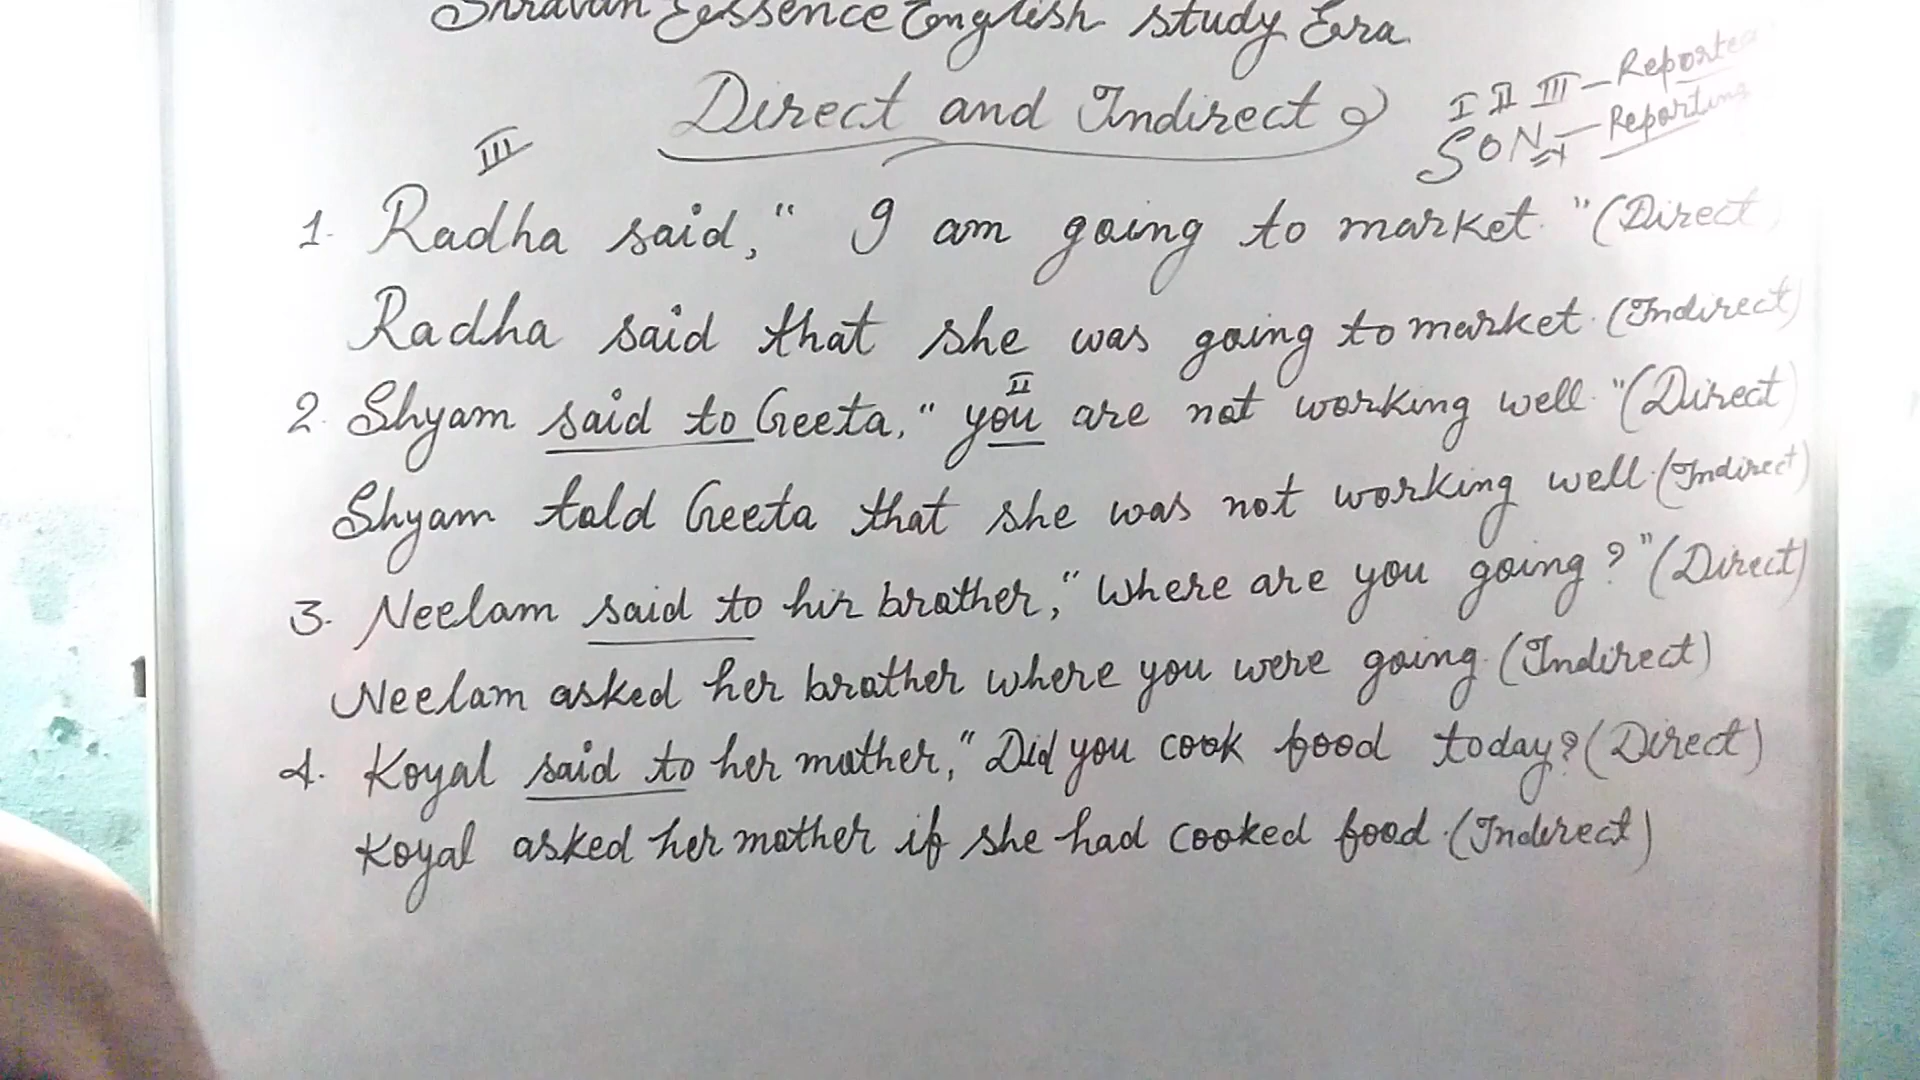 Shravan Essence English study Era
Direct and Indirect
I II III - Reported
SON - Reporting
III
1. Radha said, " I am going to market. " (Direct)
Radha said that she was going to market. (Indirect)
II
2. Shyam said to Geeta, " you are not working well. " (Direct)
Shyam told Geeta that she was not working well. (Indirect)
3. Neelam said to hir brother, " Where are you going ? " (Direct)
Neelam asked her brother where you were going. (Indirect)
4. Koyal said to her mother, " Did you cook food today? (Direct)
Koyal asked her mother if she had cooked food. (Indirect)